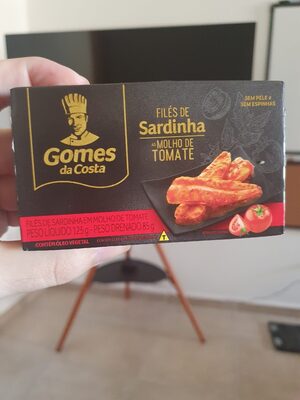 Gomes
da Costa
FILÉS DE
Sardinha
AO MOLHO DE
TOMATE
SEM PELE E
SEM ESPINHAS
FILÉS DE SARDINHA EM MOLHO DE TOMATE
PESO LÍQUIDO 125g - PESO DRENADO 85g
CONTÉM ÓLEO VEGETAL